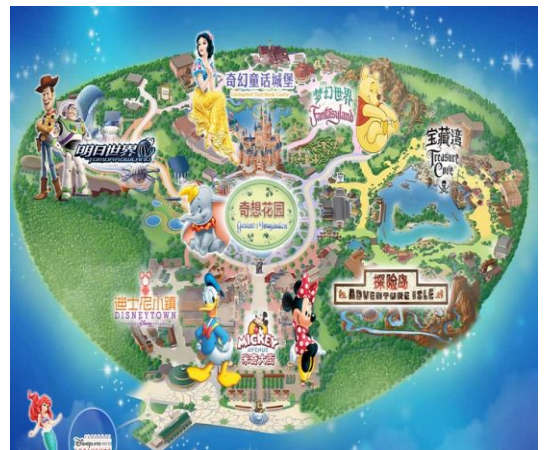 奇幻童话城堡
Enchanted Storybook Castle
梦幻世界
Fantasyland
明日世界
TOMORROWLAND
宝藏湾
Treasure
Cove
奇想花园
Gardens of Imagination
探险岛
ADVENTURE ISLE
迪士尼小镇
DISNEYTOWN
MICKEY
AVENUE
米奇大街